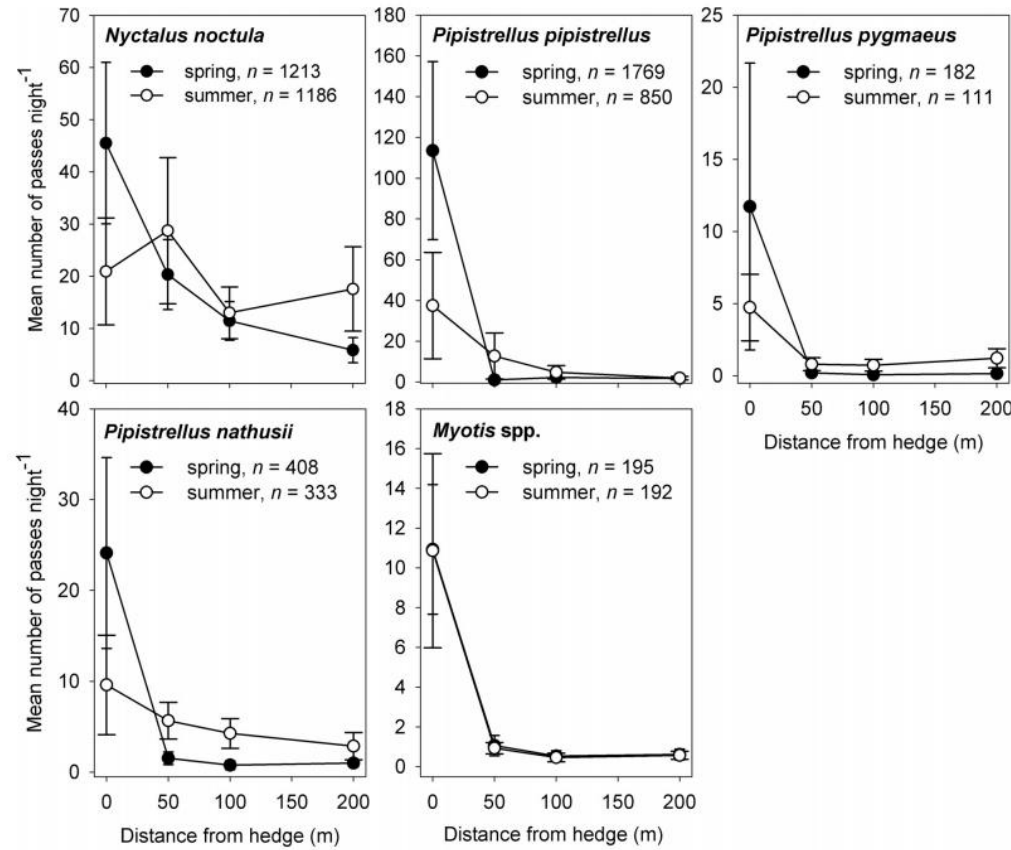 Nyctalus noctula
spring, n = 1213
summer, n = 1186
70
60
50
40
30
20
10
0
Mean number of passes night⁻¹
Pipistrellus pipistrellus
spring, n = 1769
summer, n = 850
180
160
140
120
100
80
60
40
20
0
Pipistrellus pygmaeus
spring, n = 182
summer, n = 111
25
20
15
10
5
0
0 50 100 150 200
Distance from hedge (m)
Pipistrellus nathusii
spring, n = 408
summer, n = 333
40
30
20
10
0
Mean number of passes night⁻¹
0 50 100 150 200
Distance from hedge (m)
Myotis spp.
spring, n = 195
summer, n = 192
18
16
14
12
10
8
6
4
2
0
0 50 100 150 200
Distance from hedge (m)